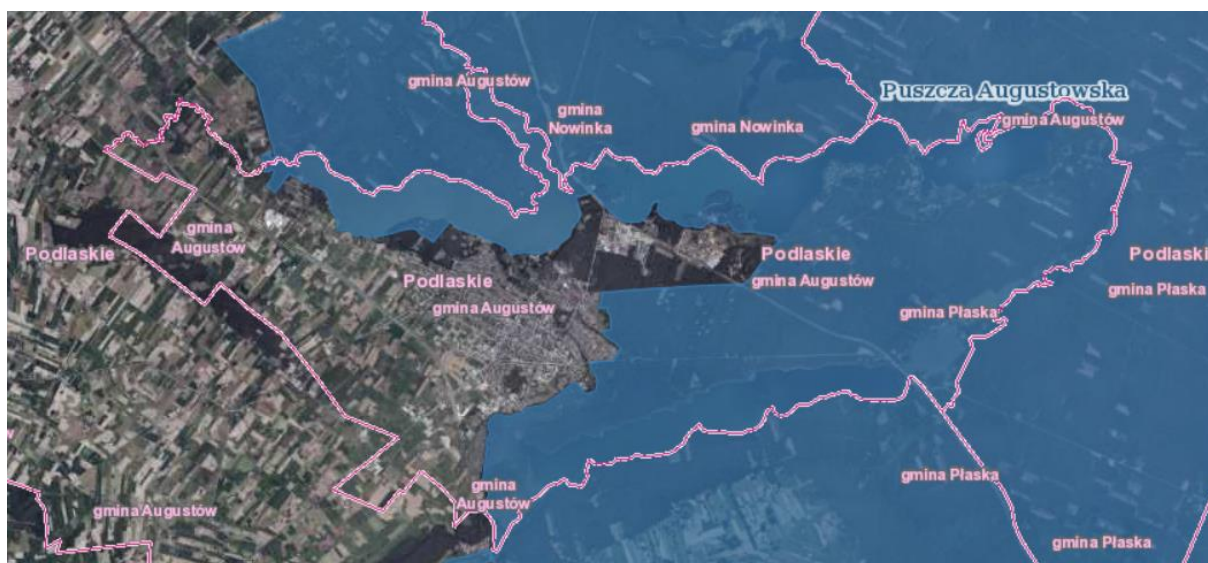 gmina Augustów
gmina
Nowinka
gmina Nowinka
Puszcza Augustowska
gmina Augustów
Podlaskie
gmina
Augustów
Podlaskie
gmina Augustów
Podlaskie
gmina Augustów
Podlaski
gmina Płaska
gmina Płaska
gmina Augustów
gmina
Augustów
gmina Płaska
gmina Płaska